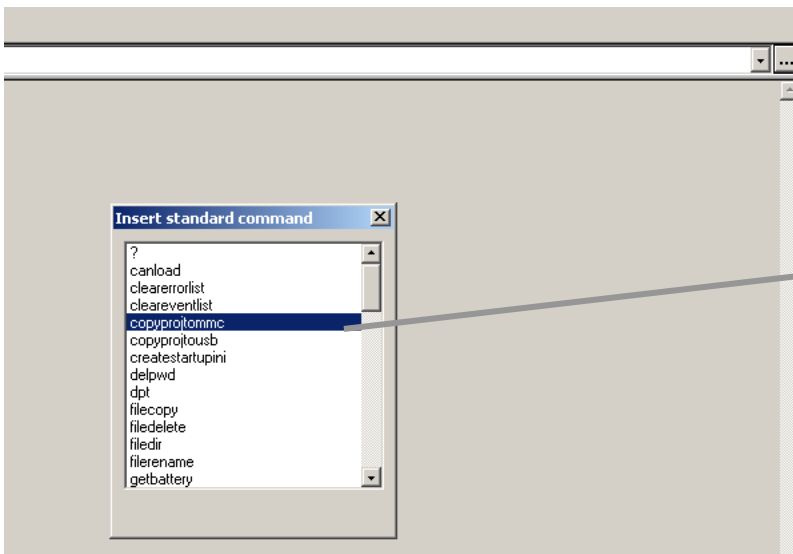 ...
Insert standard command
?
canload
clearerrorlist
cleareventlist
copyprojtommc
copyprojtousb
createstartupini
delpwd
dpt
filecopy
filedelete
filedir
filerename
getbattery